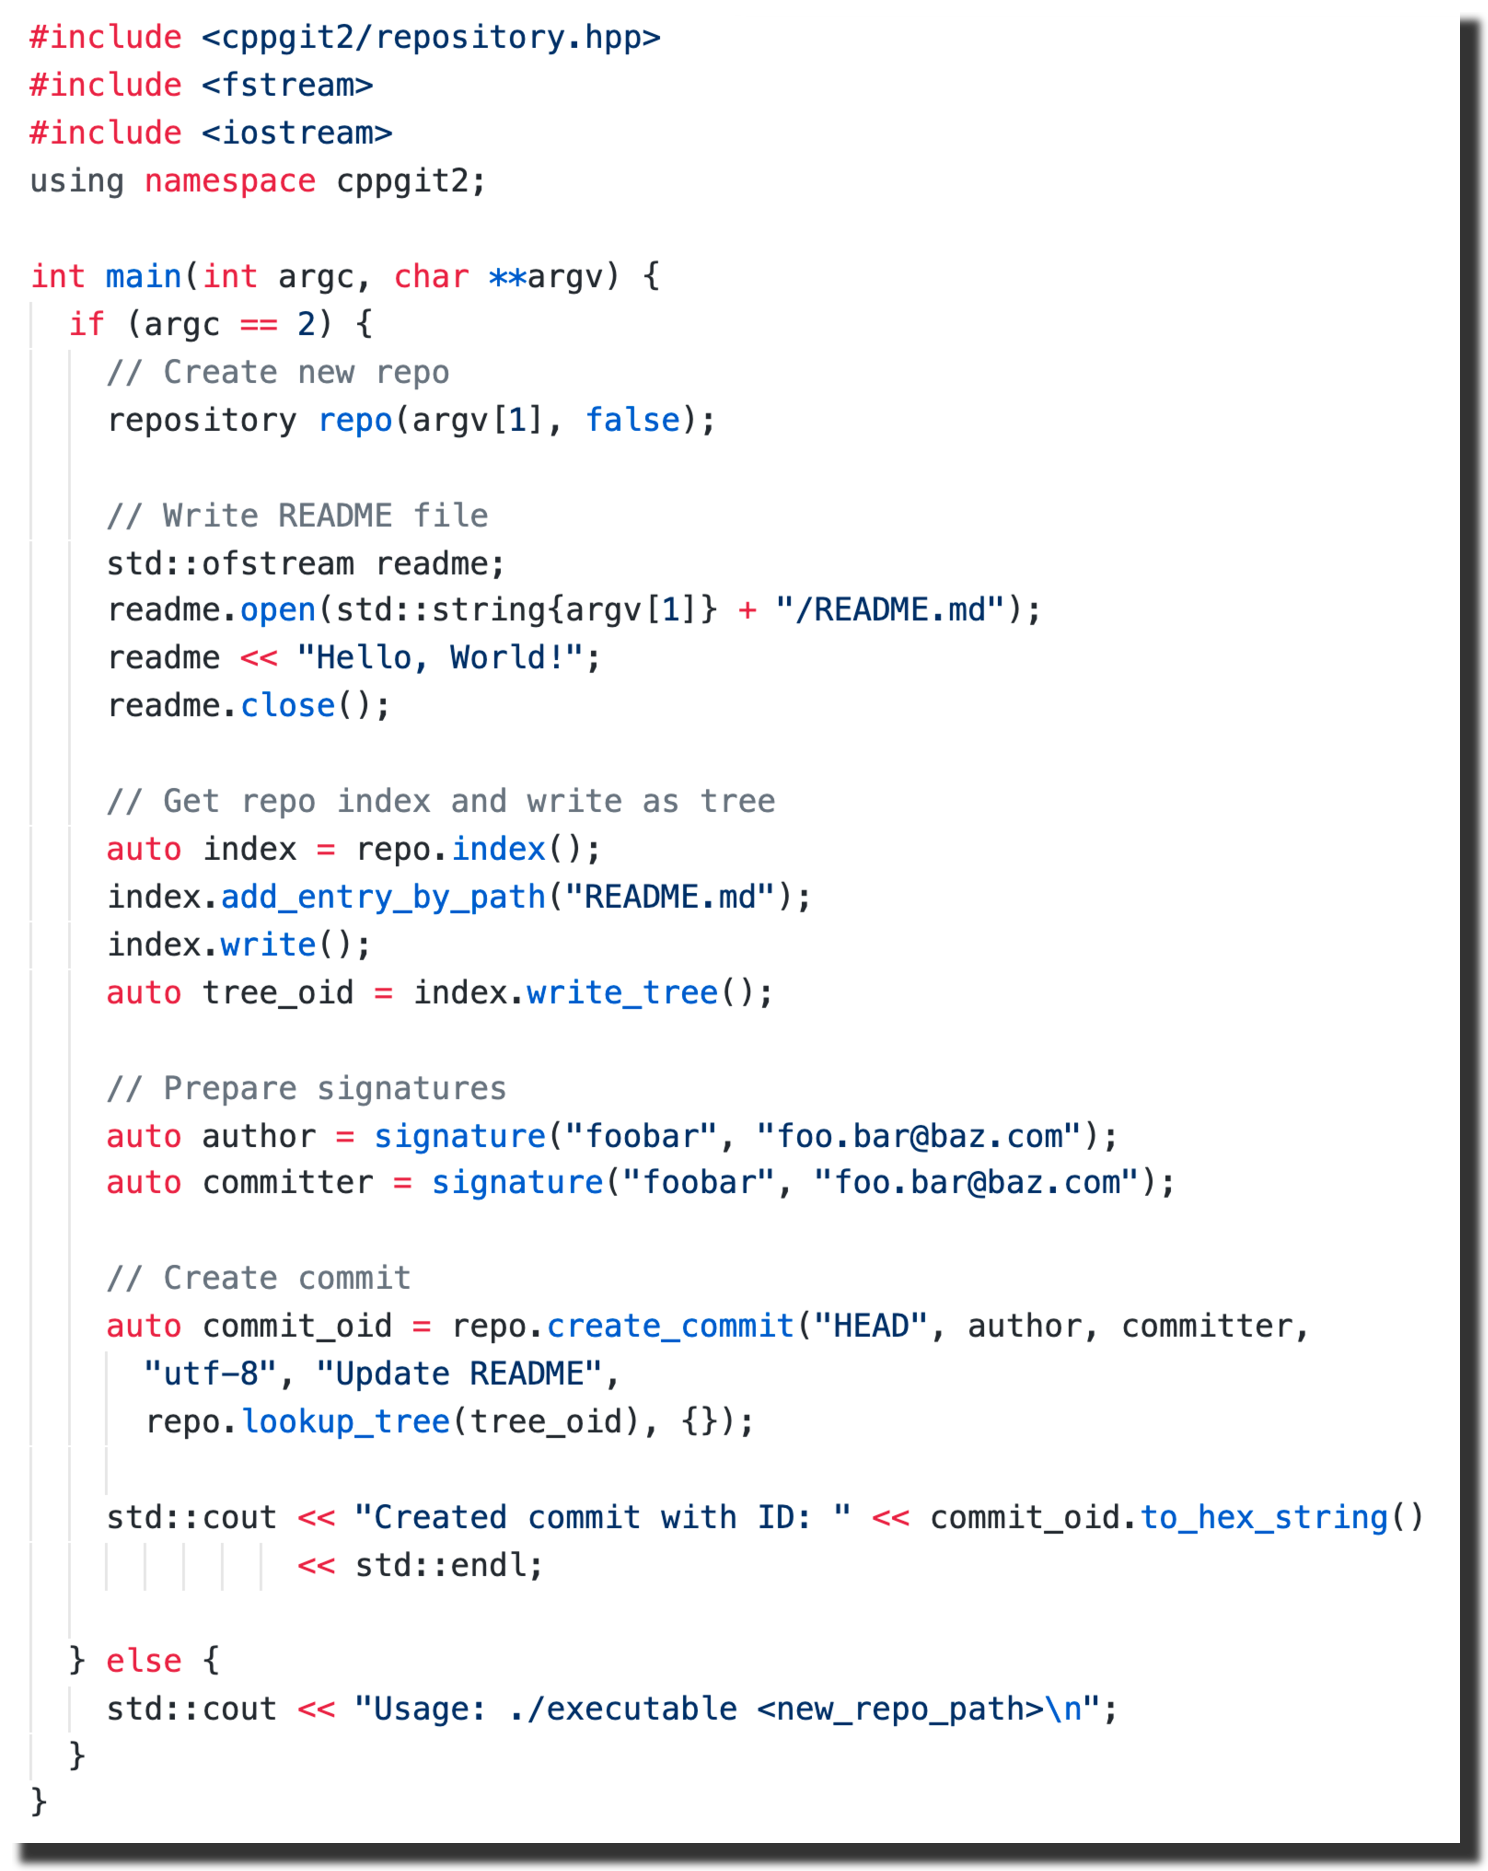 #include <cppgit2/repository.hpp>
#include <fstream>
#include <iostream>
using namespace cppgit2;

int main(int argc, char **argv) {
  if (argc == 2) {
    // Create new repo
    repository repo(argv[1], false);

    // Write README file
    std::ofstream readme;
    readme.open(std::string{argv[1]} + "/README.md");
    readme << "Hello, World!";
    readme.close();

    // Get repo index and write as tree
    auto index = repo.index();
    index.add_entry_by_path("README.md");
    index.write();
    auto tree_oid = index.write_tree();

    // Prepare signatures
    auto author = signature("foobar", "foo.bar@baz.com");
    auto committer = signature("foobar", "foo.bar@baz.com");

    // Create commit
    auto commit_oid = repo.create_commit("HEAD", author, committer,
      "utf-8", "Update README",
      repo.lookup_tree(tree_oid), {});

    std::cout << "Created commit with ID: " << commit_oid.to_hex_string()
              << std::endl;

  } else {
    std::cout << "Usage: ./executable <new_repo_path>\n";
  }
}